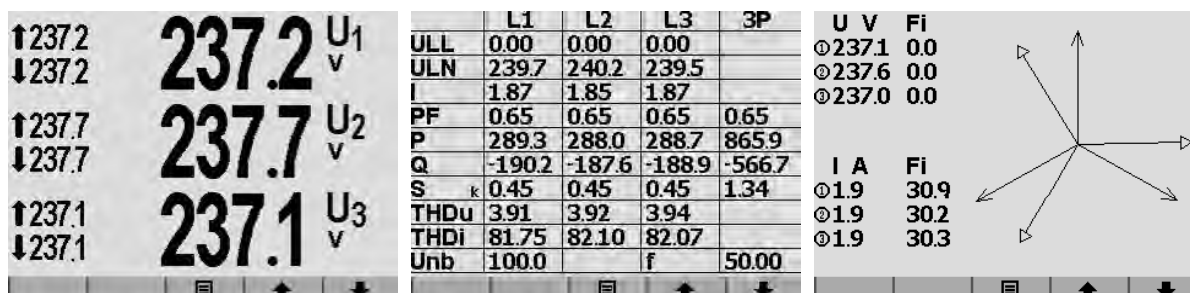 ⬆237.2 237.2 U1
⬇237.2 V
⬆237.7 237.7 U2
⬇237.7 V
⬆237.1 237.1 U3
⬇237.1 V
L1 L2 L3 3P
ULL 0.00 0.00 0.00
ULN 239.7 240.2 239.5
I 1.87 1.85 1.87
PF 0.65 0.65 0.65 0.65
P 289.3 288.0 288.7 865.9
Q -190.2 -187.6 -188.9 -566.7
S k 0.45 0.45 0.45 1.34
THDu 3.91 3.92 3.94
THDi 81.75 82.10 82.07
Unb 100.0 f 50.00
U V Fi
①237.1 0.0
②237.6 0.0
③237.0 0.0
I A Fi
①1.9 30.9
②1.9 30.2
③1.9 30.3